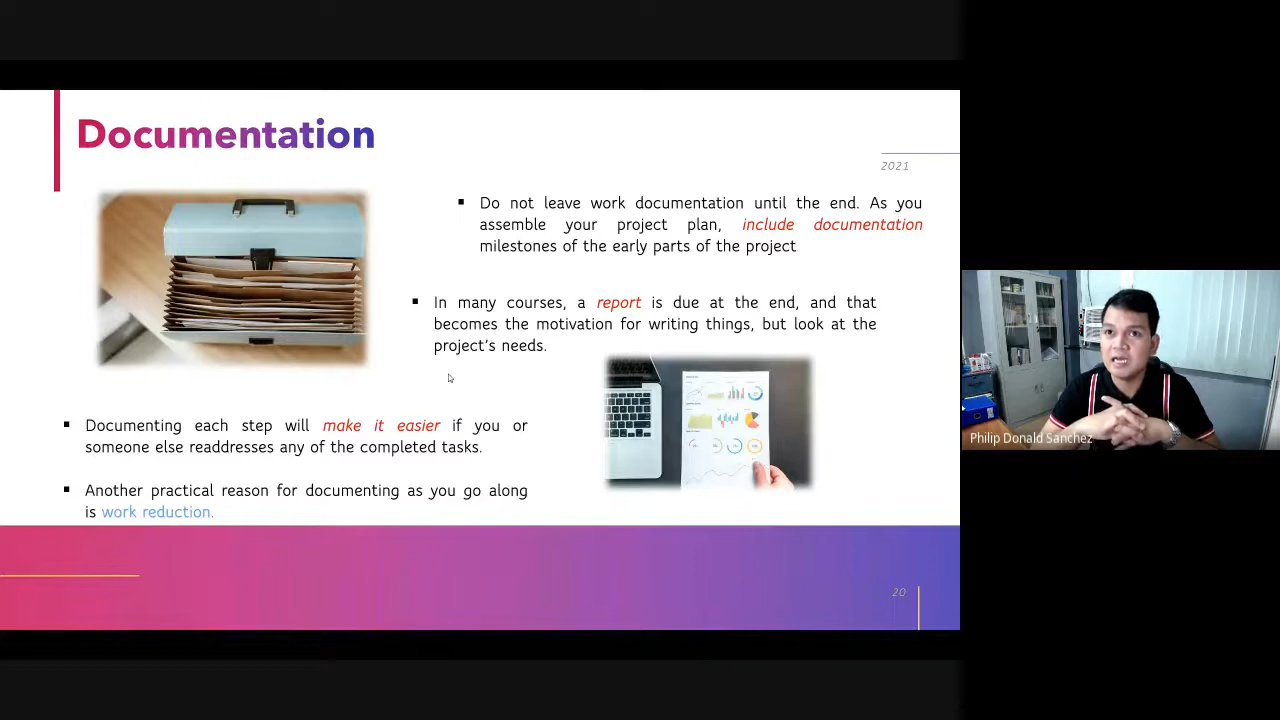 Documentation
2021
▪ Do not leave work documentation until the end. As you
assemble your project plan, include documentation
milestones of the early parts of the project
▪ In many courses, a report is due at the end, and that
becomes the motivation for writing things, but look at the
project's needs.
▪ Documenting each step will make it easier if you or
someone else readdresses any of the completed tasks.
▪ Another practical reason for documenting as you go along
is work reduction.
20
Philip Donald Sanchez